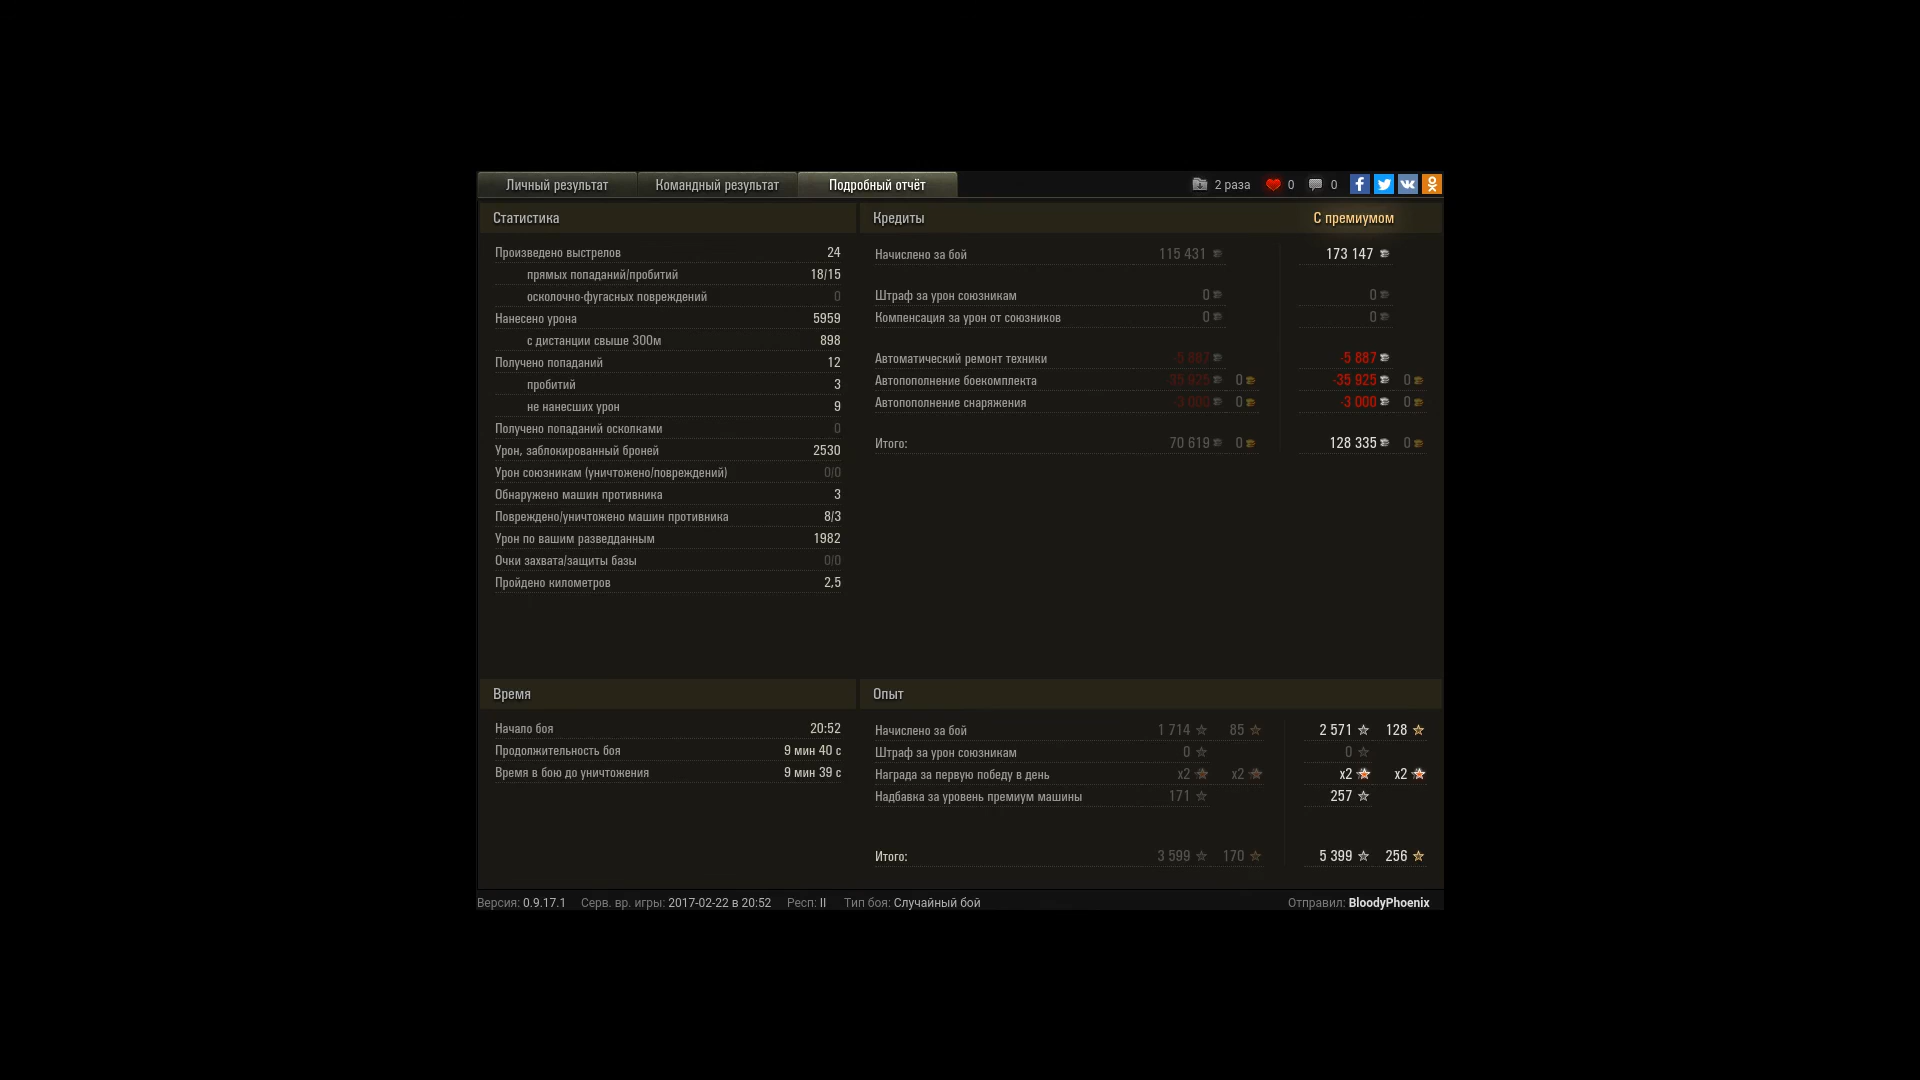 Личный результат Командный результат Подробный отчёт 2 раза 0 0
Статистика
Произведено выстрелов 24
прямых попаданий/пробитий 18/15
осколочно-фугасных повреждений 0
Нанесено урона 5959
с дистанции свыше 300м 898
Получено попаданий 12
пробитий 3
не нанесших урон 9
Получено попаданий осколками 0
Урон, заблокированный броней 2530
Урон союзникам (уничтожено/повреждений) 0/0
Обнаружено машин противника 3
Повреждено/уничтожено машин противника 8/3
Урон по вашим разведданным 1982
Очки захвата/защиты базы 0/0
Пройдено километров 2,5
Кредиты С премиумом
Начислено за бой 115 431 173 147
Штраф за урон союзникам 0 0
Компенсация за урон от союзников 0 0
Автоматический ремонт техники -5 887 -5 887
Автопополнение боекомплекта -35 925 0 -35 925 0
Автопополнение снаряжения -3 000 0 -3 000 0
Итого: 70 619 0 128 335 0
Время
Начало боя 20:52
Продолжительность боя 9 мин 40 с
Время в бою до уничтожения 9 мин 39 с
Опыт
Начислено за бой 1 714 85 2 571 128
Штраф за урон союзникам 0 0
Награда за первую победу в день x2 x2 x2 x2
Надбавка за уровень премиум машины 171 257
Итого: 3 599 170 5 399 256
Версия: 0.9.17.1 Серв. вр. игры: 2017-02-22 в 20:52 Респ: II Тип боя: Случайный бой Отправил: BloodyPhoenix